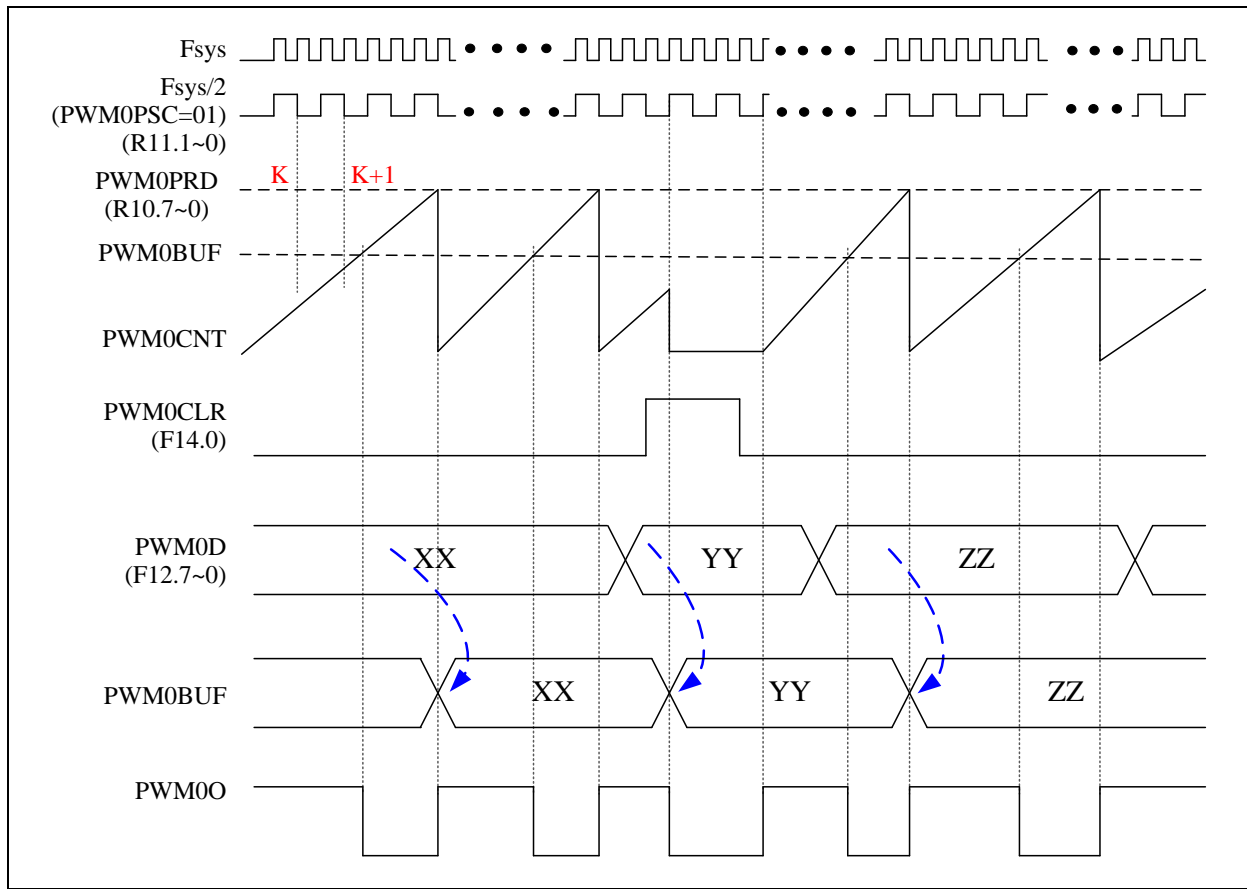 Fsys
Fsys/2
(PWM0PSC=01)
(R11.1~0)
PWM0PRD
(R10.7~0)
K
K+1
PWM0BUF
PWM0CNT
PWM0CLR
(F14.0)
PWM0D
(F12.7~0)
XX
YY
ZZ
PWM0BUF
XX
YY
ZZ
PWM0O